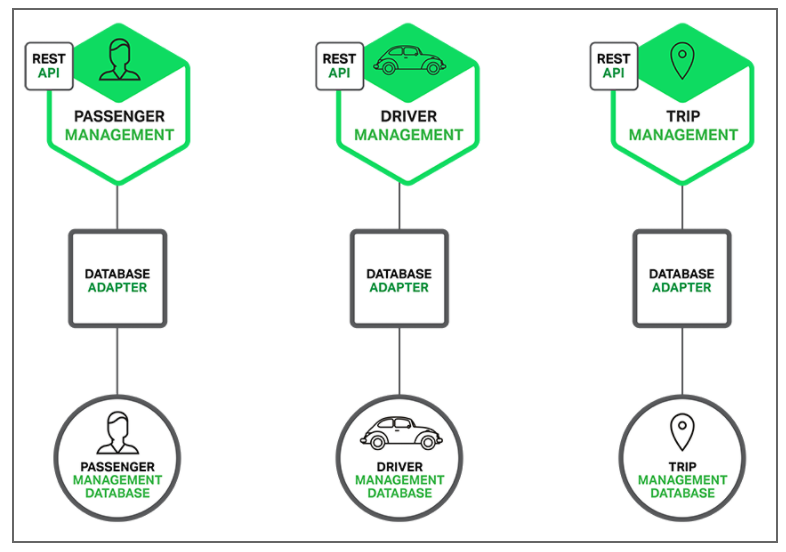 REST
API
PASSENGER
MANAGEMENT
REST
API
DRIVER
MANAGEMENT
REST
API
TRIP
MANAGEMENT
DATABASE
ADAPTER
DATABASE
ADAPTER
DATABASE
ADAPTER
PASSENGER
MANAGEMENT
DATABASE
DRIVER
MANAGEMENT
DATABASE
TRIP
MANAGEMENT
DATABASE